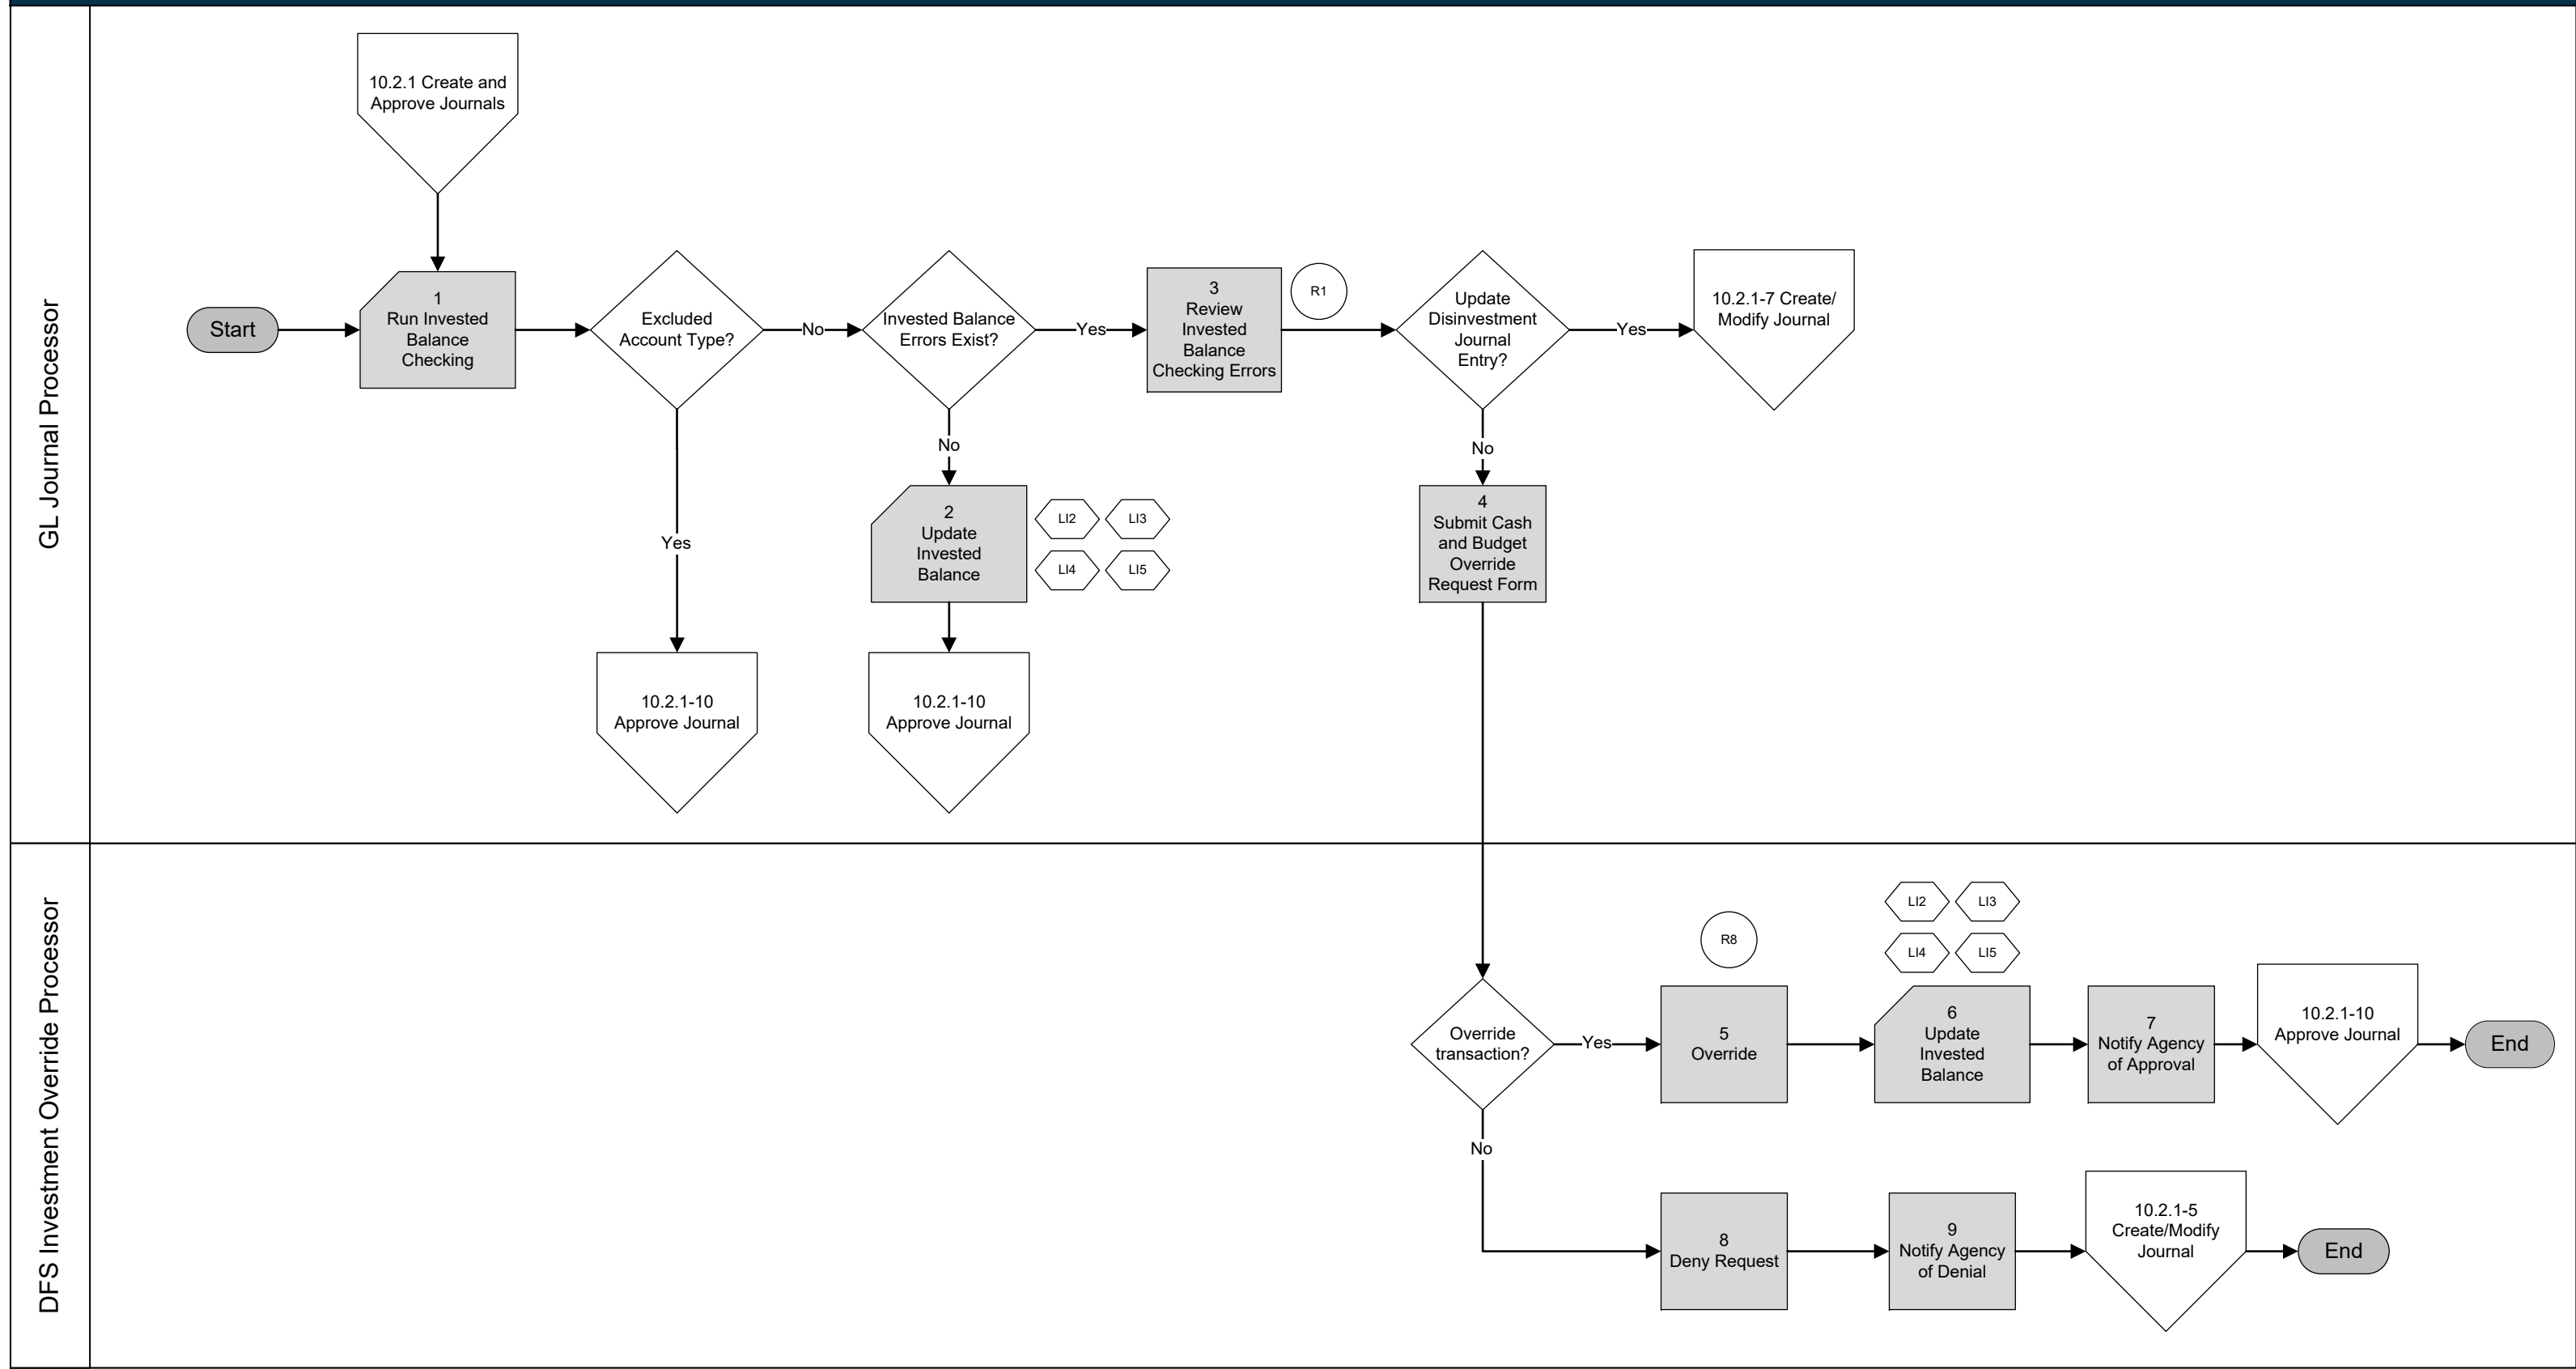 GL Journal Processor
10.2.1 Create and
Approve Journals
Start
1
Run Invested
Balance
Checking
Excluded
Account Type?
No
Invested Balance
Errors Exist?
Yes
3
Review
Invested
Balance
Checking Errors
R1
Update
Disinvestment
Journal
Entry?
Yes
10.2.1-7 Create/
Modify Journal
Yes
No
2
Update
Invested
Balance
LI2
LI3
LI4
LI5
No
4
Submit Cash
and Budget
Override
Request Form
10.2.1-10
Approve Journal
10.2.1-10
Approve Journal
DFS Investment Override Processor
Override
transaction?
Yes
R8
5
Override
LI2
LI3
LI4
LI5
6
Update
Invested
Balance
7
Notify Agency
of Approval
10.2.1-10
Approve Journal
End
No
8
Deny Request
9
Notify Agency
of Denial
10.2.1-5
Create/Modify
Journal
End